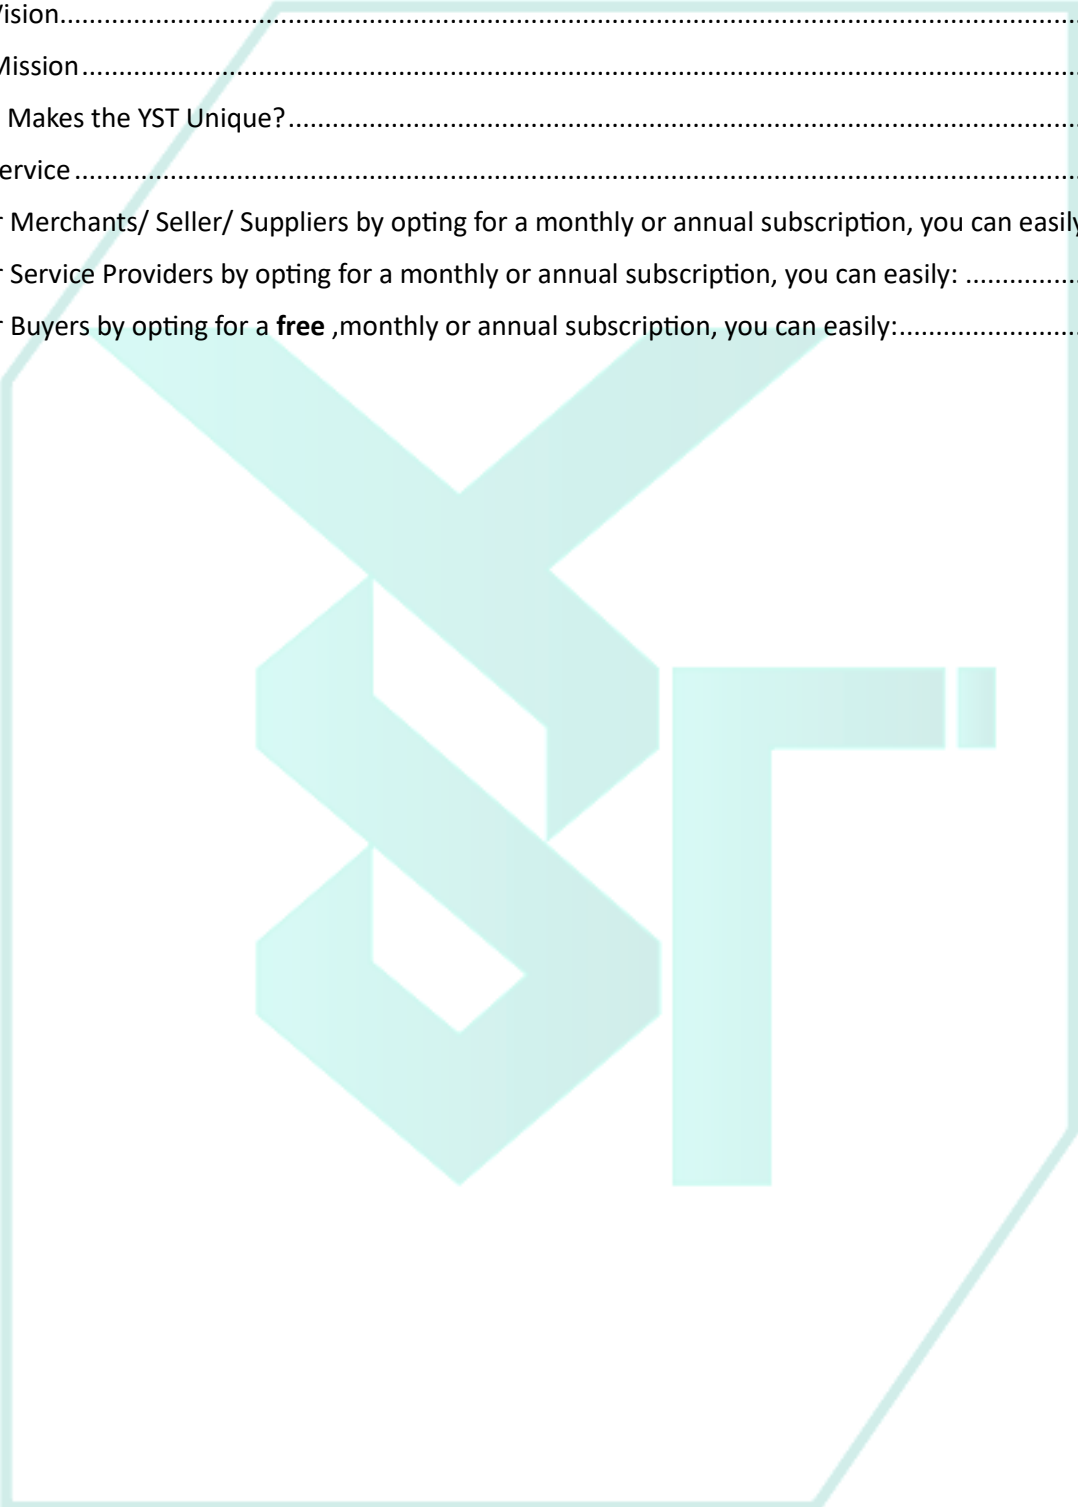 Vision
Mission
Makes the YST Unique?
ervice
r Merchants/ Seller/ Suppliers by opting for a monthly or annual subscription, you can easily
r Service Providers by opting for a monthly or annual subscription, you can easily:
r Buyers by opting for a free ,monthly or annual subscription, you can easily:
YST